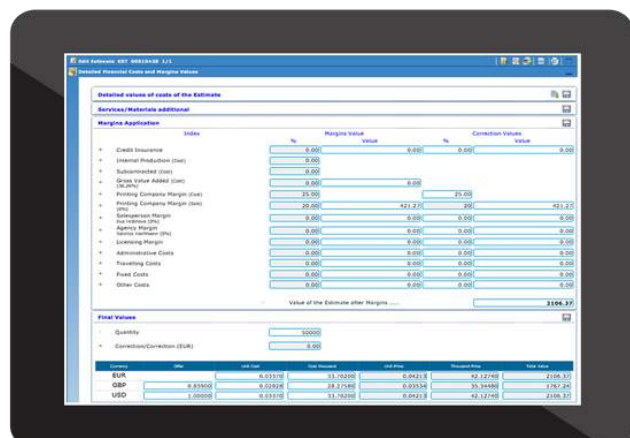 Edit Estimate EST 00010438 1/1
Detailed Financial Costs and Margins Values
Detailed values of costs of the Estimate
Services/Materials additional
Margins Application
Index Margins Value Correction Values
% Value % Value
+ Credit Insurance 0.00 0.00 0.00 0.00
+ Internal Production (Cost) 0.00
+ Subcontracted (Cost) 0.00
+ Gross Value Added (Cost) 0.00 0.00
+ Printing Company Margin (Cost) 25.00 25.00
+ Printing Company Margin (Sale) 20.00 421.27 20 421.27
(0%)
+ Salesperson Margin 0.00 0.00 0.00 0.00
+ Agency Margin 0.00 0.00 0.00 0.00
+ Licensing Margin 0.00 0.00 0.00 0.00
+ Administrative Costs 0.00 0.00 0.00 0.00
+ Travelling Costs 0.00 0.00 0.00 0.00
+ Fixed Costs 0.00 0.00 0.00 0.00
+ Other Costs 0.00 0.00 0.00 0.00
Value of the Estimate after Margins ..... 2106.37
Final Values
Quantity 50000
+ Correction/Correction (EUR) 0.00
Currency Offer Unit Cost Cost thousand Unit Price Thousand Price Total Value
EUR 0.03370 33.70200 0.04213 42.12740 2106.37
GBP 0.83900 0.02828 28.27580 0.03534 35.34480 1767.24
USD 1.00000 0.03370 33.70200 0.04213 42.12740 2106.37